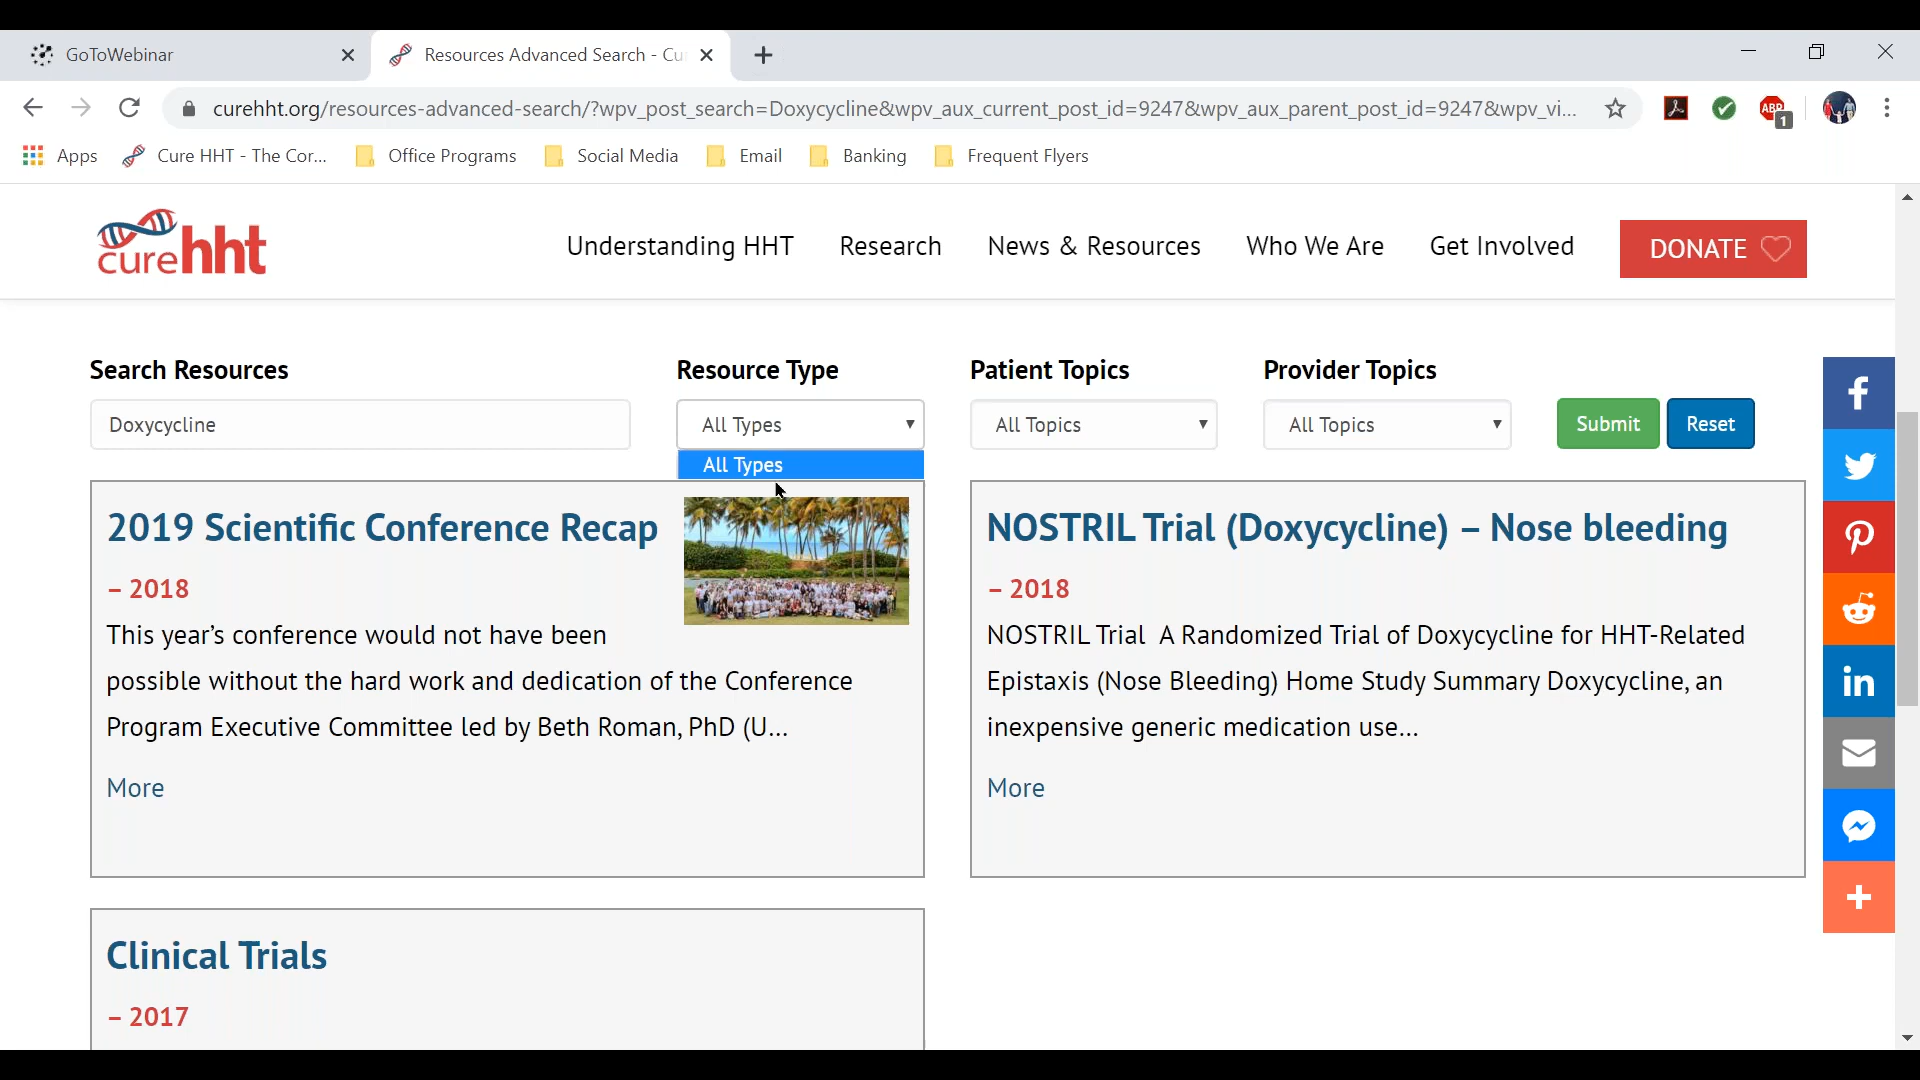 GoToWebinar
Resources Advanced Search - Cu
curehht.org/resources-advanced-search/?wpv_post_search=Doxycycline&wpv_aux_current_post_id=9247&wpv_aux_parent_post_id=9247&wpv_vi...
ABP
1
Apps
Cure HHT - The Cor...
Office Programs
Social Media
Email
Banking
Frequent Flyers
curehht
Understanding HHT
Research
News & Resources
Who We Are
Get Involved
DONATE
Search Resources
Resource Type
Patient Topics
Provider Topics
Doxycycline
All Types
All Topics
All Topics
Submit
Reset
All Types
2019 Scientific Conference Recap
– 2018
This year's conference would not have been
possible without the hard work and dedication of the Conference
Program Executive Committee led by Beth Roman, PhD (U...
More
NOSTRIL Trial (Doxycycline) – Nose bleeding
– 2018
NOSTRIL Trial A Randomized Trial of Doxycycline for HHT-Related
Epistaxis (Nose Bleeding) Home Study Summary Doxycycline, an
inexpensive generic medication use...
More
Clinical Trials
– 2017